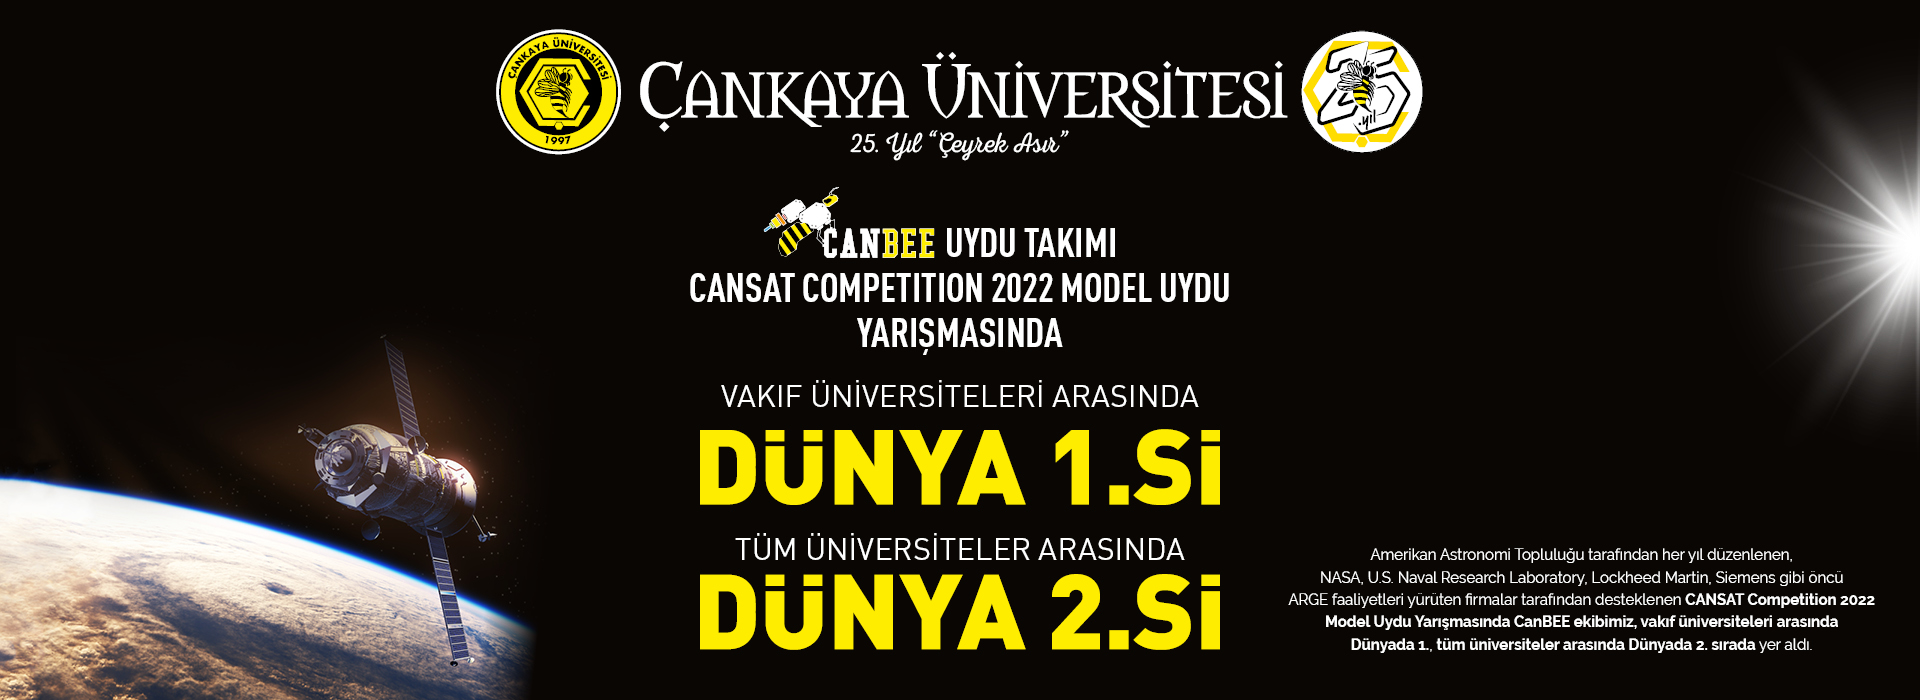 ÇANKAYA ÜNİVERSİTESİ
1997
ÇANKAYA ÜNİVERSİTESİ
25. Yıl “Çeyrek Asır”
25
.yıl
CANBEE UYDU TAKIMI
CANSAT COMPETITION 2022 MODEL UYDU
YARIŞMASINDA
VAKIF ÜNİVERSİTELERİ ARASINDA
DÜNYA 1.Sİ
TÜM ÜNİVERSİTELER ARASINDA
DÜNYA 2.Sİ
Amerikan Astronomi Topluluğu tarafından her yıl düzenlenen,
NASA, U.S. Naval Research Laboratory, Lockheed Martin, Siemens gibi öncü
ARGE faaliyetleri yürüten firmalar tarafından desteklenen CANSAT Competition 2022
Model Uydu Yarışmasında CanBEE ekibimiz, vakıf üniversiteleri arasında
Dünyada 1., tüm üniversiteler arasında Dünyada 2. sırada yer aldı.